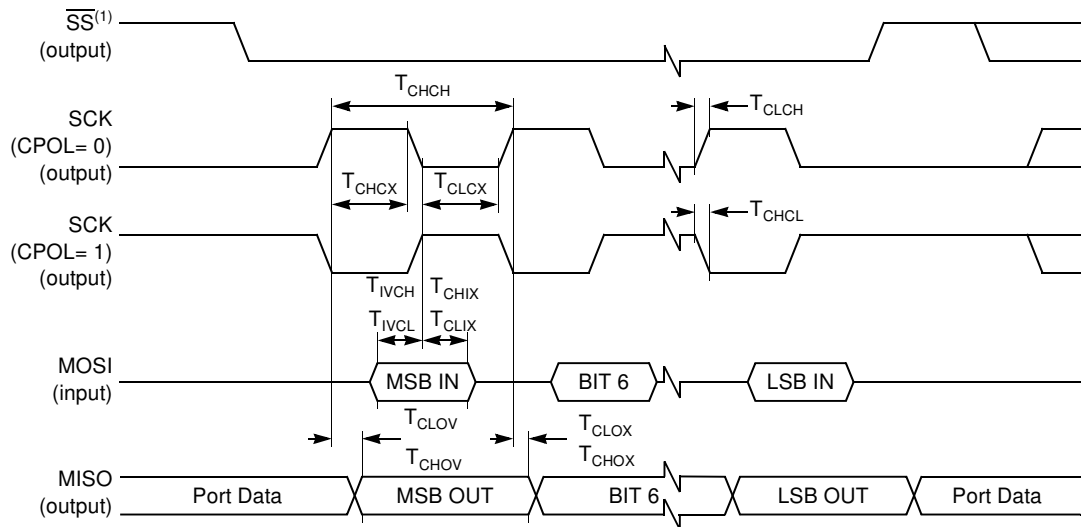 SS(1)
(output)
TCHCH
TCLCH
SCK
(CPOL= 0)
(output)
TCHCX
TCLCX
TCHCL
SCK
(CPOL= 1)
(output)
TIVCH
TCHIX
TIVCL
TCLIX
MOSI
(input)
MSB IN
BIT 6
LSB IN
TCLOV
TCLOX
TCHOV
TCHOX
MISO
(output)
Port Data
MSB OUT
BIT 6
LSB OUT
Port Data